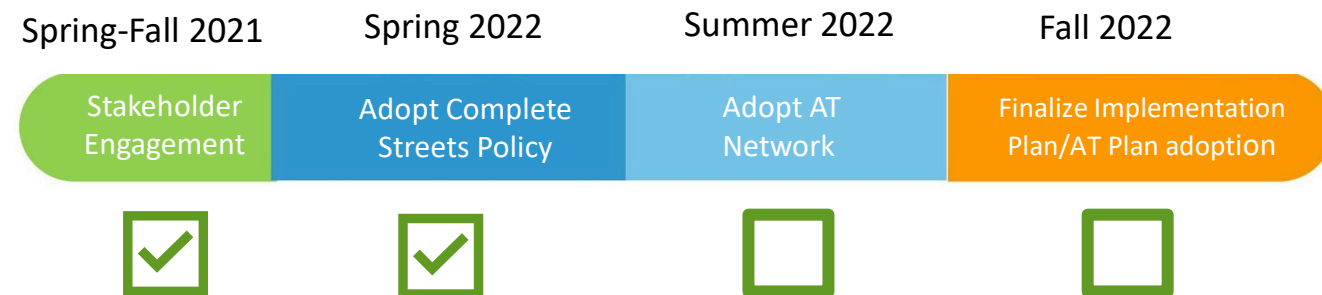 Spring-Fall 2021
Spring 2022
Summer 2022
Fall 2022
Stakeholder
Engagement
Adopt Complete
Streets Policy
Adopt AT
Network
Finalize Implementation
Plan/AT Plan adoption